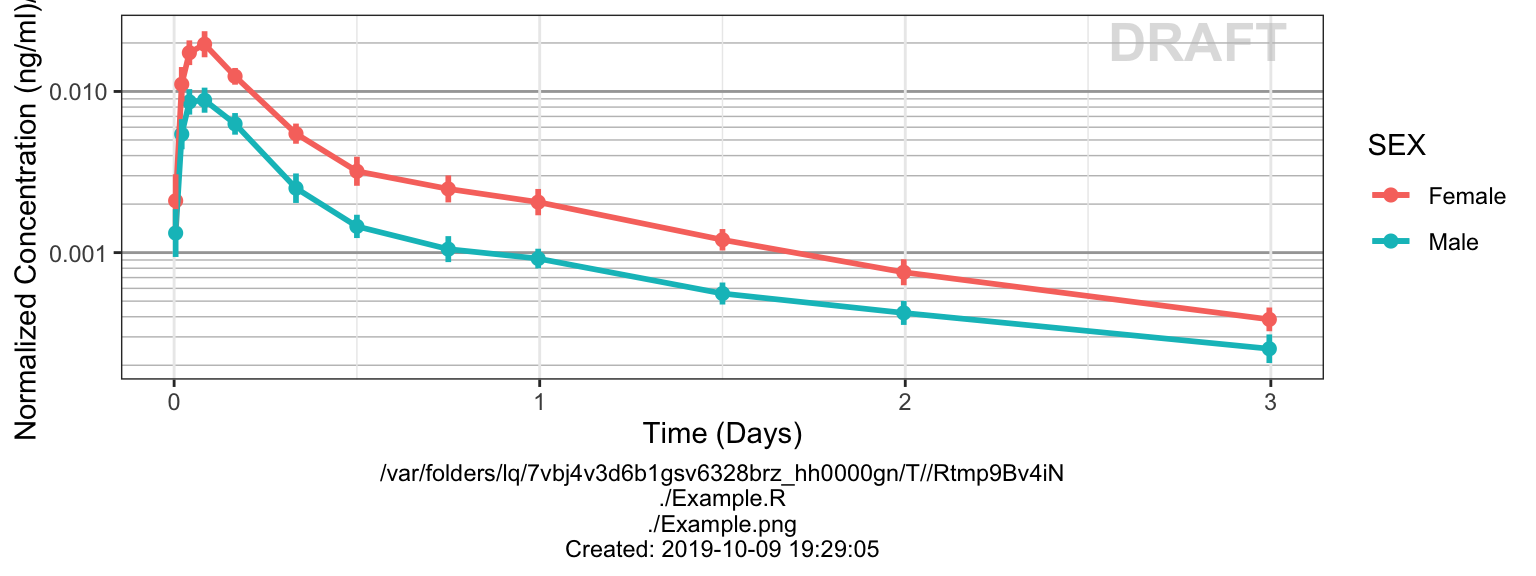 Normalized Concentration (ng/ml)
DRAFT
0.010
0.001
0
1
2
3
Time (Days)
SEX
Female
Male
/var/folders/lq/7vbj4v3d6b1gsv6328brz_hh0000gn/T//Rtmp9Bv4iN
./Example.R
./Example.png
Created: 2019-10-09 19:29:05